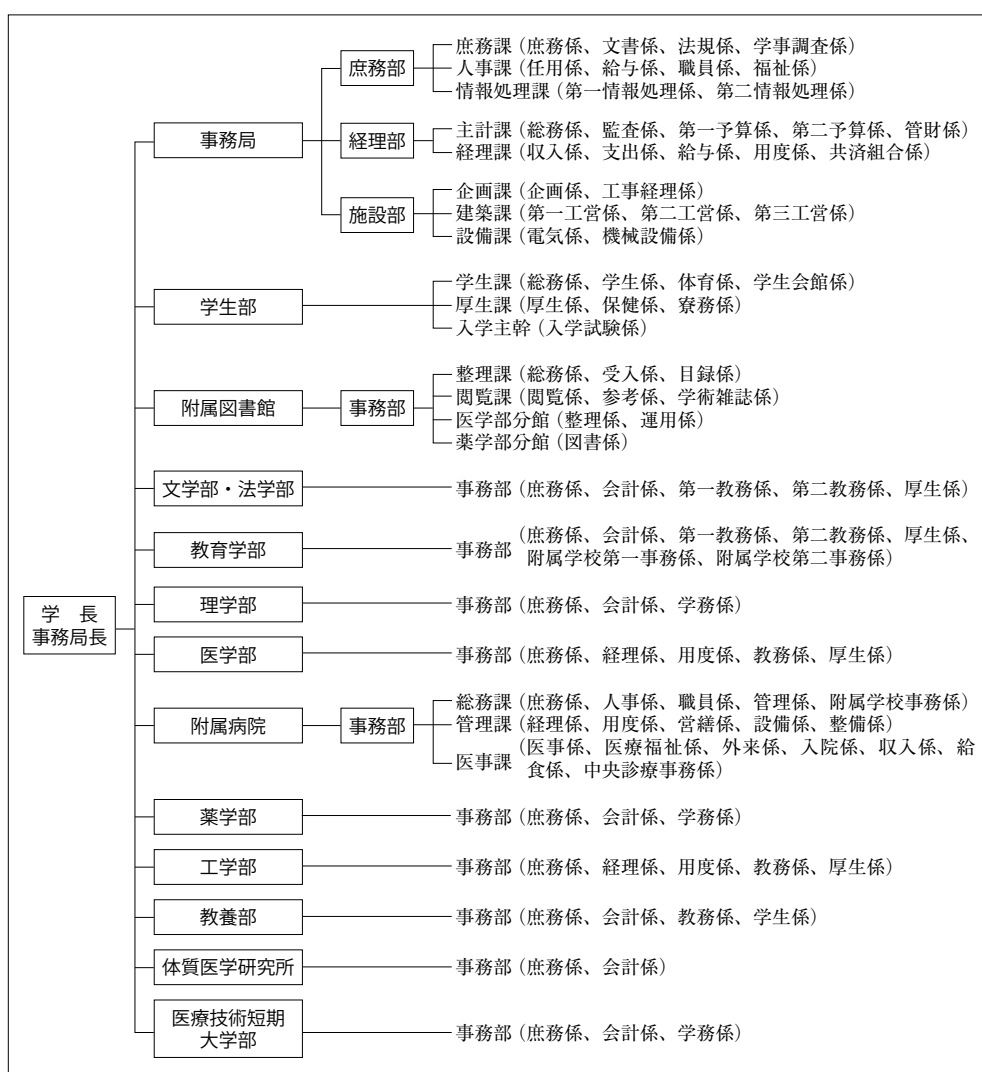 学　長
事務局長
事務局
庶務部
庶務課（庶務係、文書係、法規係、学事調査係）
人事課（任用係、給与係、職員係、福祉係）
情報処理課（第一情報処理係、第二情報処理係）
経理部
主計課（総務係、監査係、第一予算係、第二予算係、管財係）
経理課（収入係、支出係、給与係、用度係、共済組合係）
施設部
企画課（企画係、工事経理係）
建築課（第一工営係、第二工営係、第三工営係）
設備課（電気係、機械設備係）
学生部
学生課（総務係、学生係、体育係、学生会館係）
厚生課（厚生係、保健係、寮務係）
入学主幹（入学試験係）
附属図書館
事務部
整理課（総務係、受入係、目録係）
閲覧課（閲覧係、参考係、学術雑誌係）
医学部分館（整理係、運用係）
薬学部分館（図書係）
文学部・法学部
事務部（庶務係、会計係、第一教務係、第二教務係、厚生係）
教育学部
事務部（庶務係、会計係、第一教務係、第二教務係、厚生係、
附属学校第一事務係、附属学校第二事務係）
理学部
事務部（庶務係、会計係、学務係）
医学部
事務部（庶務係、経理係、用度係、教務係、厚生係）
附属病院
事務部
総務課（庶務係、人事係、職員係、管理係、附属学校事務係）
管理課（経理係、用度係、営繕係、設備係、整備係）
医事課（医事係、医療福祉係、外来係、入院係、収入係、給
食係、中央診療事務係）
薬学部
事務部（庶務係、会計係、学務係）
工学部
事務部（庶務係、経理係、用度係、教務係、厚生係）
教養部
事務部（庶務係、会計係、教務係、学生係）
体質医学研究所
事務部（庶務係、会計係）
医療技術短期
大学部
事務部（庶務係、会計係、学務係）